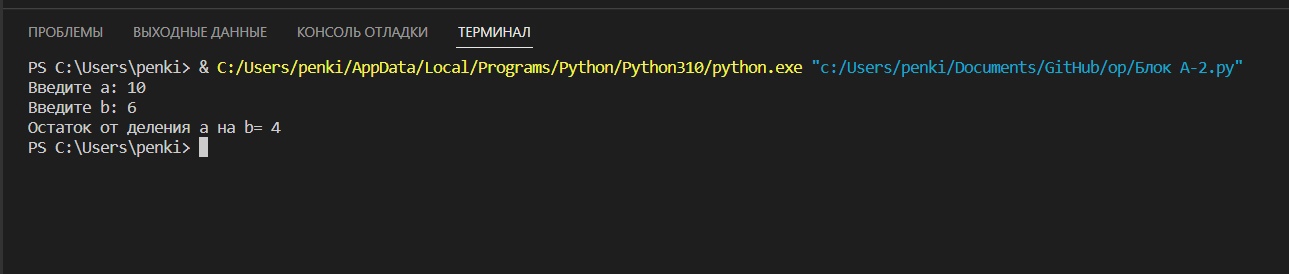 ПРОБЛЕМЫ ВЫХОДНЫЕ ДАННЫЕ КОНСОЛЬ ОТЛАДКИ ТЕРМИНАЛ
PS C:\Users\penki> & C:/Users/penki/AppData/Local/Programs/Python/Python310/python.exe "c:/Users/penki/Documents/GitHub/op/Блок A-2.py"
Введите a: 10
Введите b: 6
Остаток от деления a на b= 4
PS C:\Users\penki>